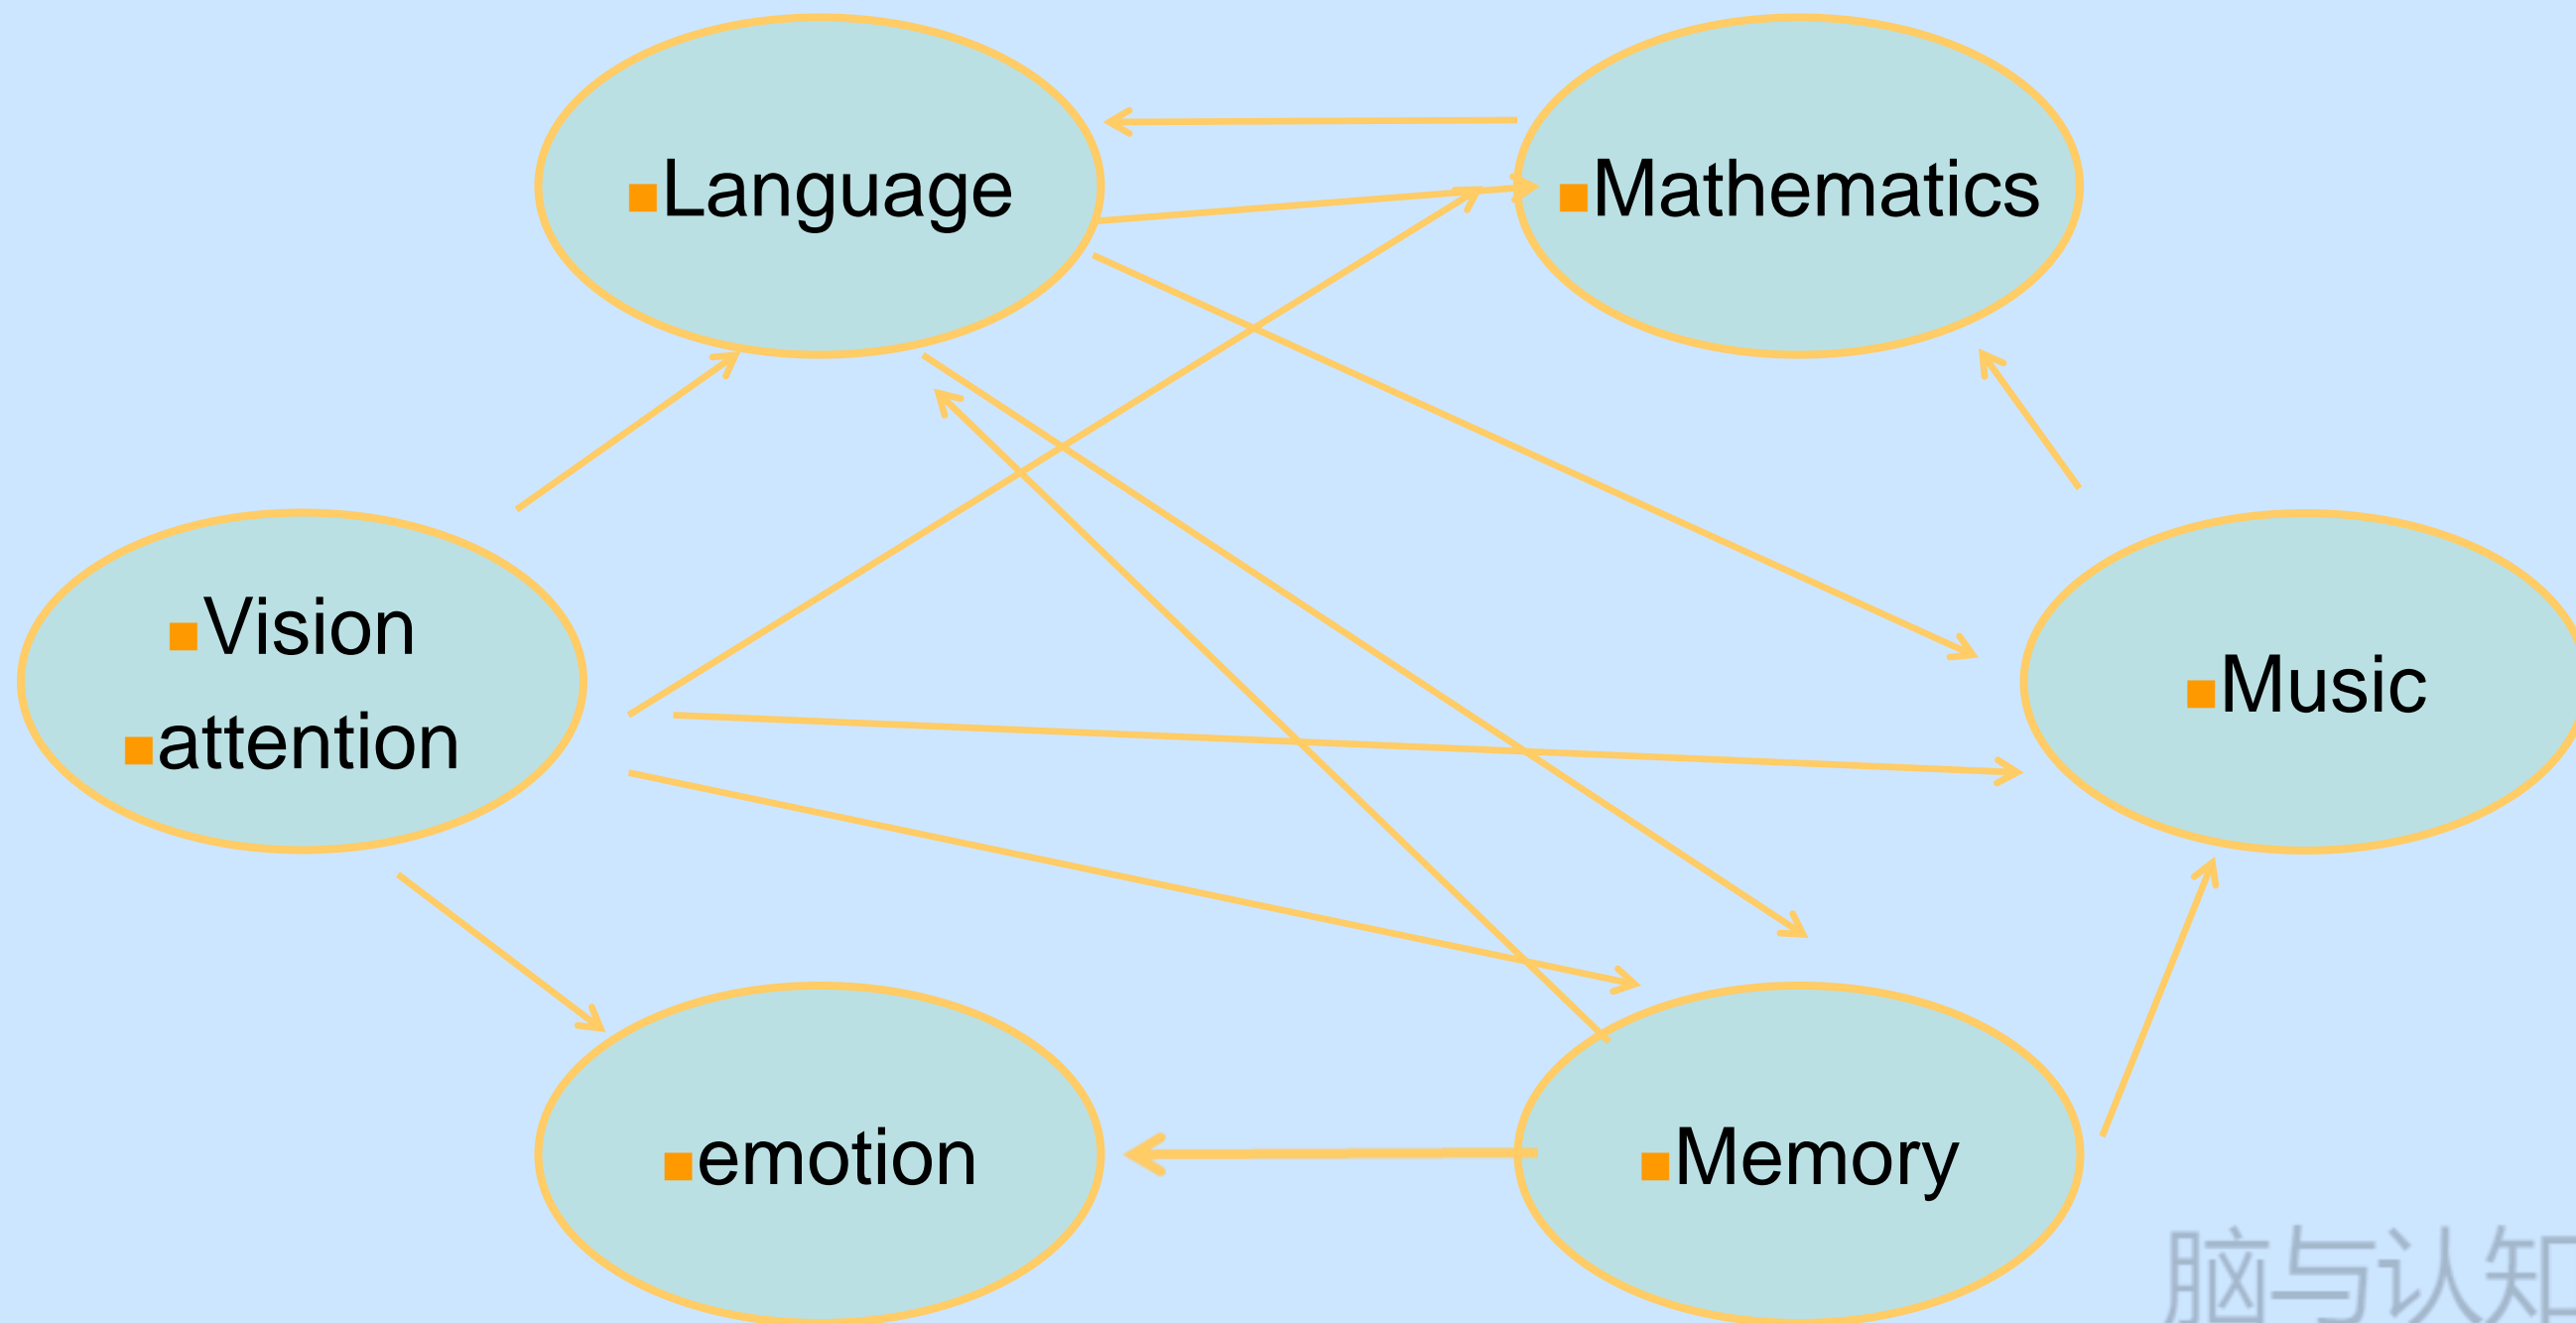 Language
Mathematics
Vision
attention
Music
emotion
Memory
脑与认知